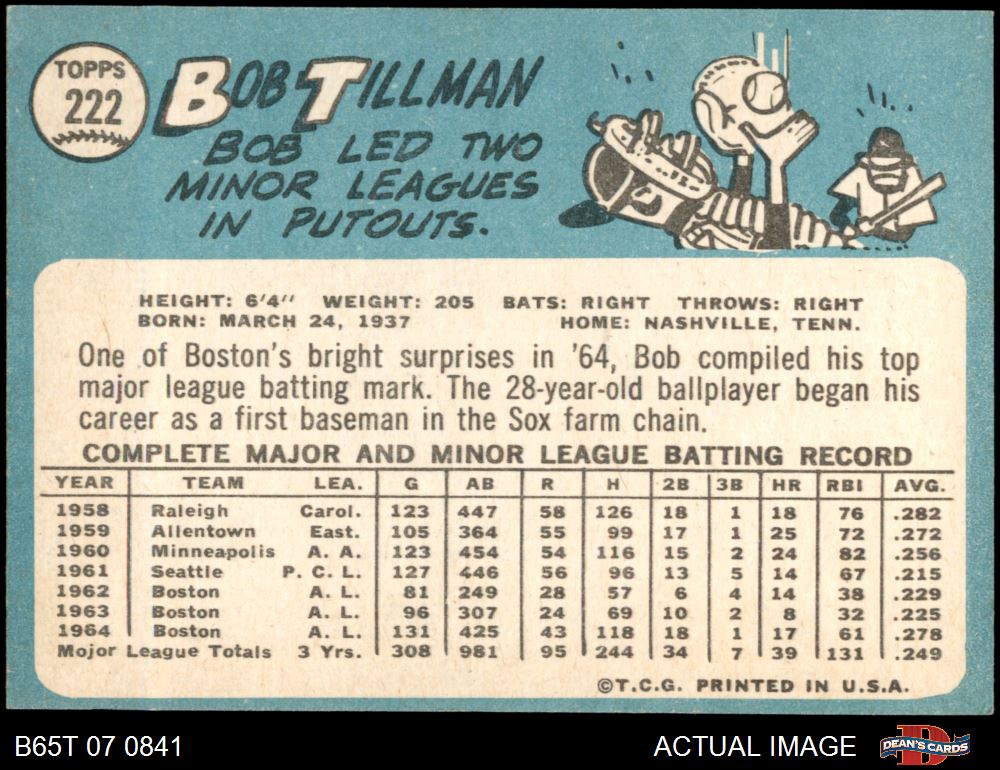 TOPPS
222
BOB TILLMAN
BOB LED TWO
MINOR LEAGUES
IN PUTOUTS.
HEIGHT: 6'4" WEIGHT: 205 BATS: RIGHT THROWS: RIGHT
BORN: MARCH 24, 1937 HOME: NASHVILLE, TENN.
One of Boston's bright surprises in '64, Bob compiled his top
major league batting mark. The 28-year-old ballplayer began his
career as a first baseman in the Sox farm chain.
COMPLETE MAJOR AND MINOR LEAGUE BATTING RECORD
YEAR TEAM LEA. G AB R H 2B 3B HR RBI AVG.
1958 Raleigh Carol. 123 447 58 126 18 1 18 76 .282
1959 Allentown East. 105 364 55 99 17 1 25 72 .272
1960 Minneapolis A. A. 123 454 54 116 15 2 24 82 .256
1961 Seattle P. C. L. 127 446 56 96 13 5 14 67 .215
1962 Boston A. L. 81 249 28 57 6 4 14 38 .229
1963 Boston A. L. 96 307 24 69 10 2 8 32 .225
1964 Boston A. L. 131 425 43 118 18 1 17 61 .278
Major League Totals 3 Yrs. 308 981 95 244 34 7 39 131 .249
©T.C.G. PRINTED IN U.S.A.
B65T 07 0841 ACTUAL IMAGE D DEAN'S CARDS